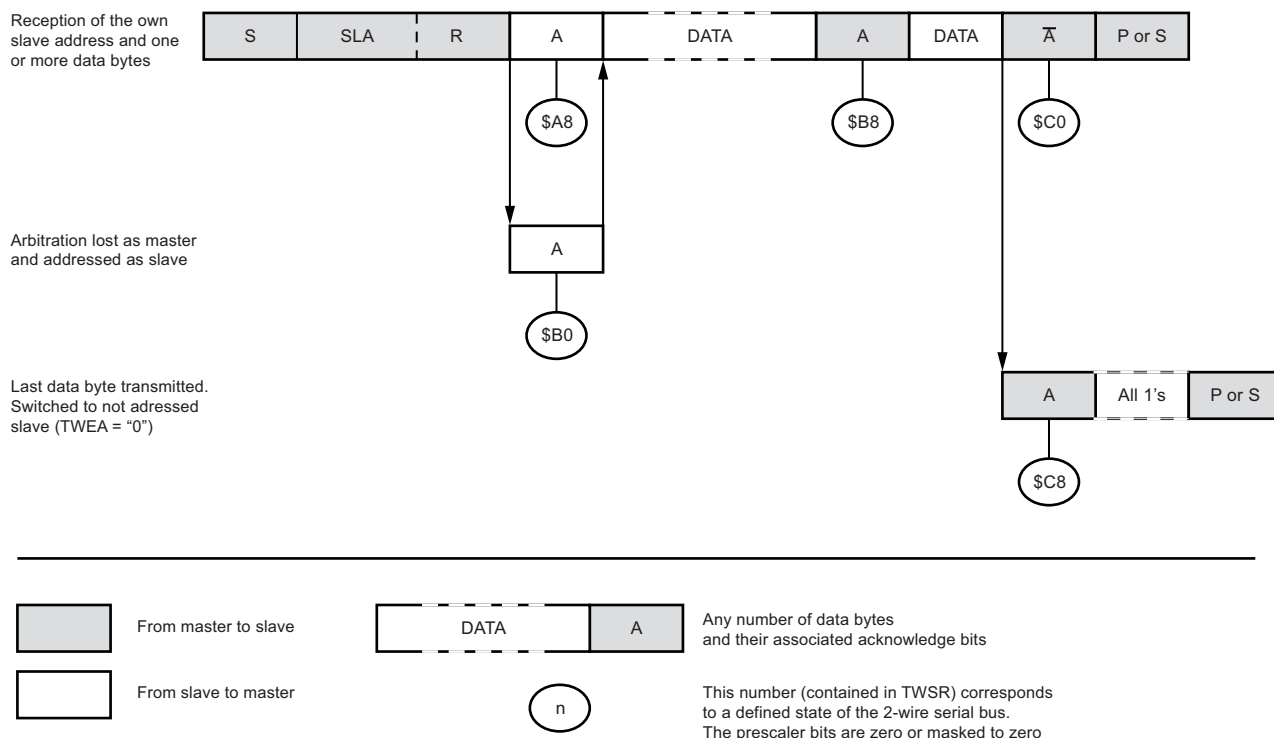 Reception of the own
slave address and one
or more data bytes
S SLA R A DATA A DATA A̅ P or S
$A8 $B8 $C0
Arbitration lost as master
and addressed as slave
A
$B0
Last data byte transmitted.
Switched to not adressed
slave (TWEA = “0”)
A All 1's P or S
$C8
From master to slave
DATA A
Any number of data bytes
and their associated acknowledge bits
From slave to master
n
This number (contained in TWSR) corresponds
to a defined state of the 2-wire serial bus.
The prescaler bits are zero or masked to zero